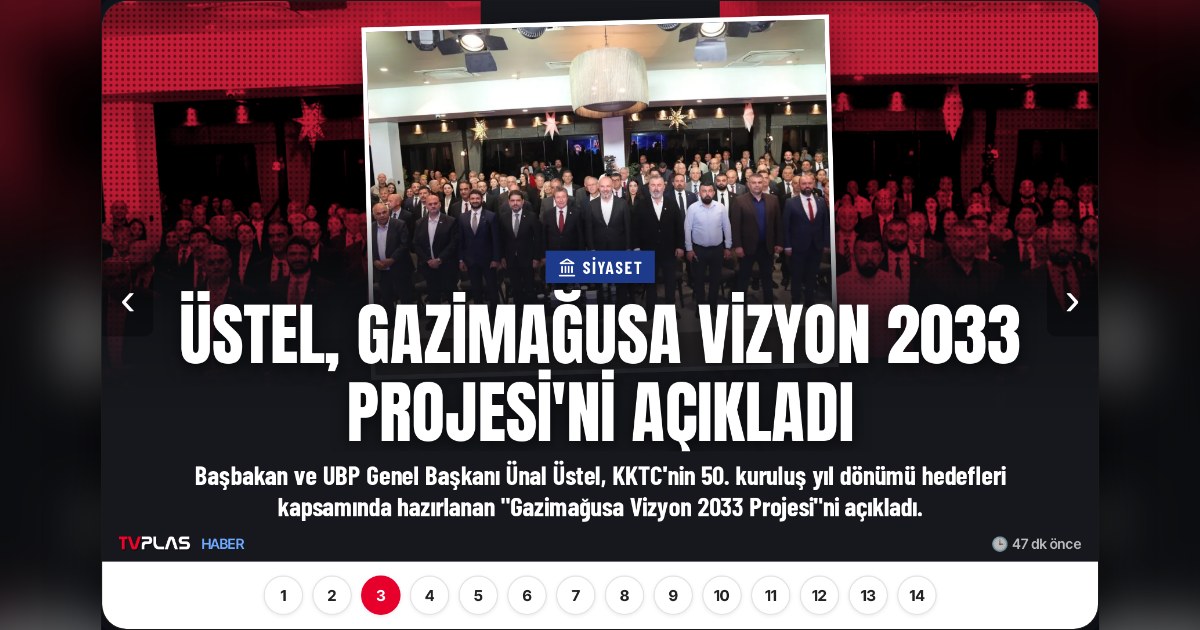 SİYASET
ÜSTEL, GAZİMAĞUSA VİZYON 2033
PROJESİ'Nİ AÇIKLADI
Başbakan ve UBP Genel Başkanı Ünal Üstel, KKTC'nin 50. kuruluş yıl dönümü hedefleri
kapsamında hazırlanan "Gazimağusa Vizyon 2033 Projesi"ni açıkladı.
TVPLAS HABER
47 dk önce
1 2 3 4 5 6 7 8 9 10 11 12 13 14